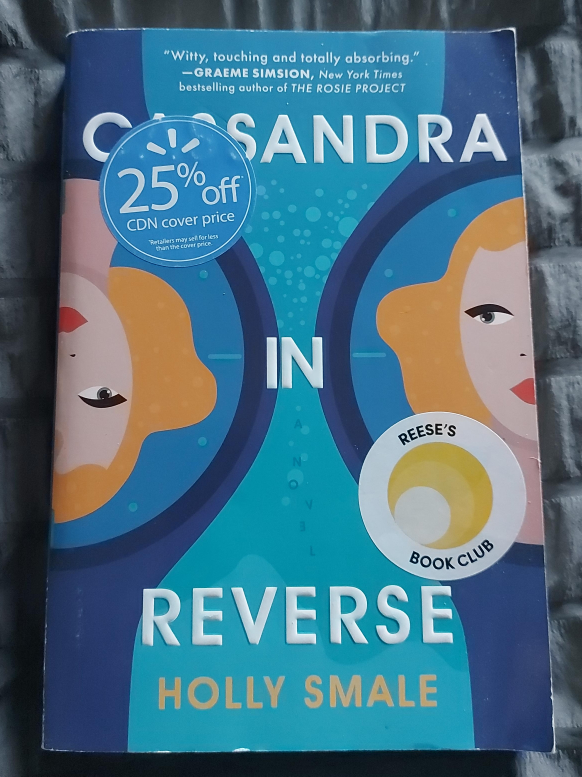 “Witty, touching and totally absorbing.”
—GRAEME SIMSION, New York Times
bestselling author of THE ROSIE PROJECT
CASSANDRA
25% off*
CDN cover price
*Retailers may sell for less
than the cover price.
IN
A NOVEL
REESE'S
BOOK CLUB
REVERSE
HOLLY SMALE